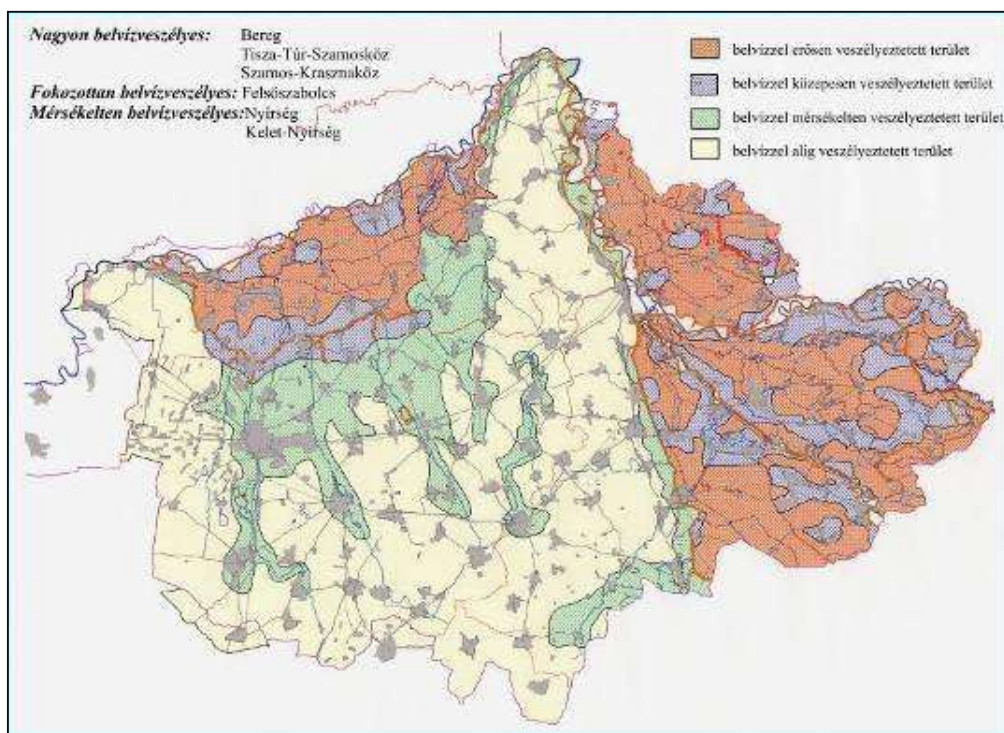 Nagyon belvízveszélyes: Bereg
Tisza-Túr-Szamosköz
Szamos-Krasznaköz
Fokozottan belvízveszélyes: Felsőszabolcs
Mérsékelten belvízveszélyes: Nyírség
Kelet-Nyírség
belvízzel erősen veszélyeztetett terület
belvízzel közepesen veszélyeztetett terület
belvízzel mérsékelten veszélyeztetett terület
belvízzel alig veszélyeztetett terület